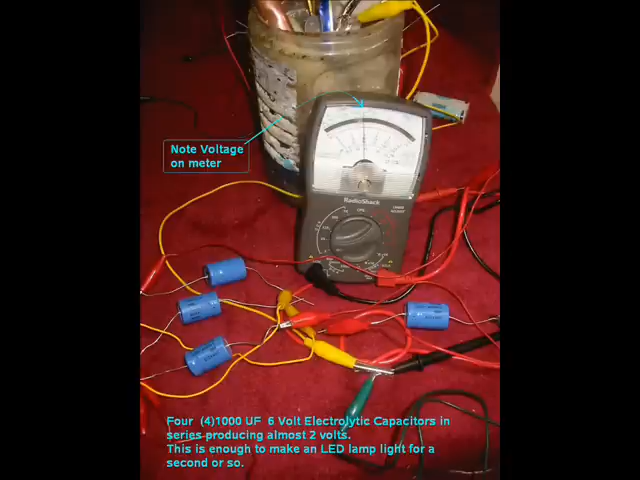 Note Voltage
on meter
RadioShack
Four (4)1000 UF 6 Volt Electrolytic Capacitors in
series producing almost 2 volts.
This is enough to make an LED lamp light for a
second or so.